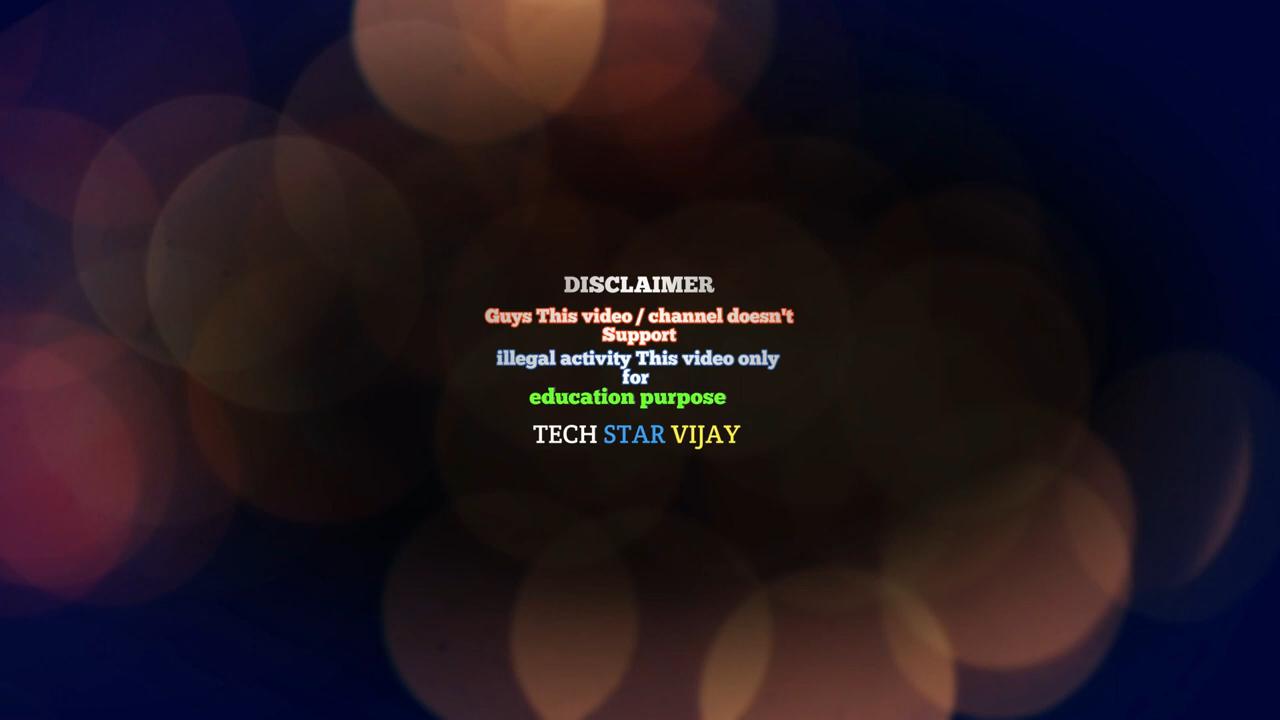 DISCLAIMER
Guys This video / channel doesn't
Support
illegal activity This video only
for
education purpose
TECH STAR VIJAY